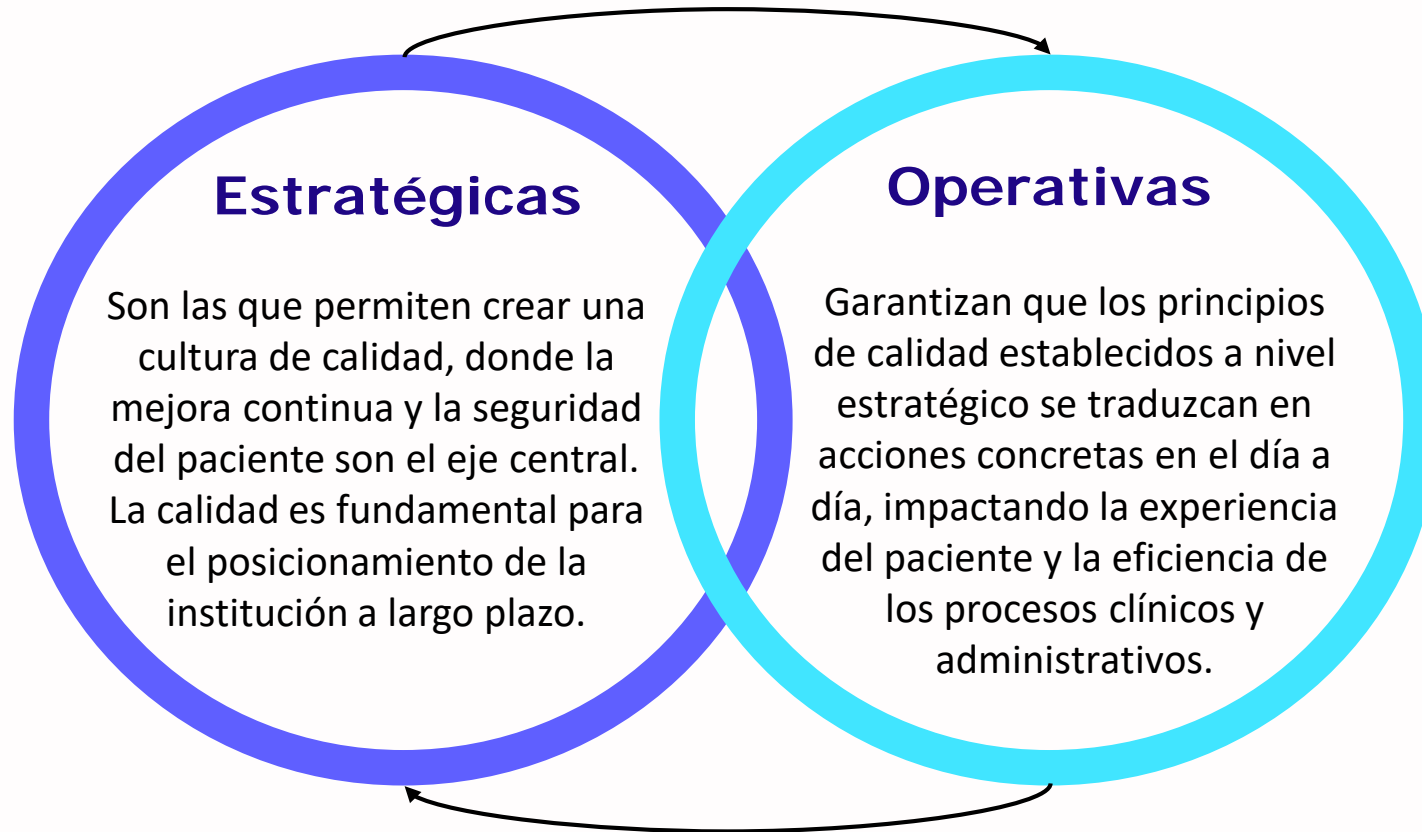 Estratégicas
Son las que permiten crear una
cultura de calidad, donde la
mejora continua y la seguridad
del paciente son el eje central.
La calidad es fundamental para
el posicionamiento de la
institución a largo plazo.
Operativas
Garantizan que los principios
de calidad establecidos a nivel
estratégico se traduzcan en
acciones concretas en el día a
día, impactando la experiencia
del paciente y la eficiencia de
los procesos clínicos y
administrativos.